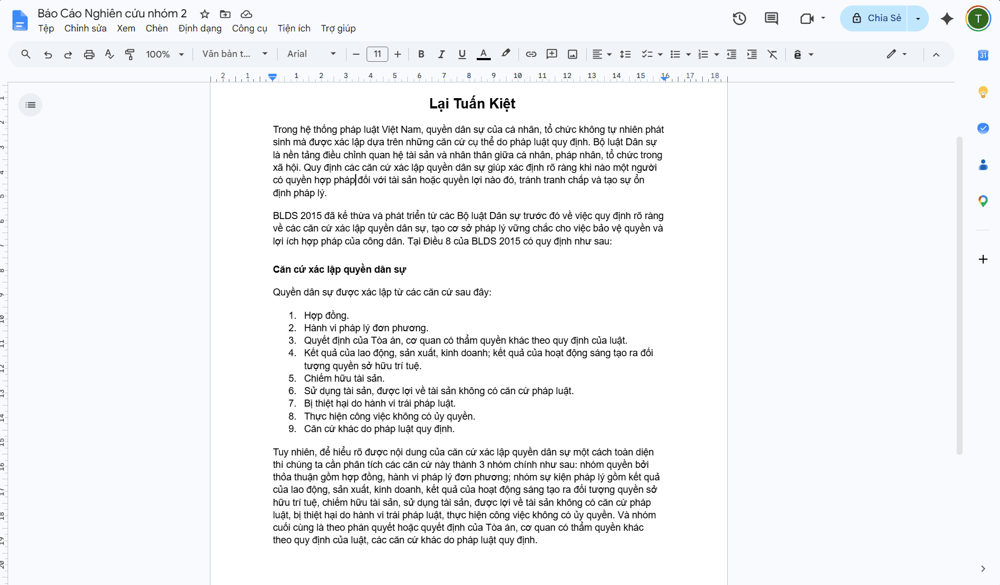 Báo Cáo Nghiên cứu nhóm 2
Tệp Chỉnh sửa Xem Chèn Định dạng Công cụ Tiện ích Trợ giúp
Chia Sẻ
T
100% Văn bản t... Arial 11 B I U A ê
31
2 1 1 2 3 4 5 6 7 8 9 10 11 12 13 14 15 16 17 18
Lại Tuấn Kiệt
Trong hệ thống pháp luật Việt Nam, quyền dân sự của cá nhân, tổ chức không tự nhiên phát
sinh mà được xác lập dựa trên những căn cứ cụ thể do pháp luật quy định. Bộ luật Dân sự
là nền tảng điều chỉnh quan hệ tài sản và nhân thân giữa cá nhân, pháp nhân, tổ chức trong
xã hội. Quy định các căn cứ xác lập quyền dân sự giúp xác định rõ ràng khi nào một người
có quyền hợp pháp đối với tài sản hoặc quyền lợi nào đó, tránh tranh chấp và tạo sự ổn
định pháp lý.
BLDS 2015 đã kế thừa và phát triển từ các Bộ luật Dân sự trước đó về việc quy định rõ ràng
về các căn cứ xác lập quyền dân sự, tạo cơ sở pháp lý vững chắc cho việc bảo vệ quyền và
lợi ích hợp pháp của công dân. Tại Điều 8 của BLDS 2015 có quy định như sau:
Căn cứ xác lập quyền dân sự
Quyền dân sự được xác lập từ các căn cứ sau đây:
1. Hợp đồng.
2. Hành vi pháp lý đơn phương.
3. Quyết định của Tòa án, cơ quan có thẩm quyền khác theo quy định của luật.
4. Kết quả của lao động, sản xuất, kinh doanh; kết quả của hoạt động sáng tạo ra đối
tượng quyền sở hữu trí tuệ.
5. Chiếm hữu tài sản.
6. Sử dụng tài sản, được lợi về tài sản không có căn cứ pháp luật.
7. Bị thiệt hại do hành vi trái pháp luật.
8. Thực hiện công việc không có ủy quyền.
9. Căn cứ khác do pháp luật quy định.
Tuy nhiên, để hiểu rõ được nội dung của căn cứ xác lập quyền dân sự một cách toàn diện
thì chúng ta cần phân tích các căn cứ này thành 3 nhóm chính như sau: nhóm quyền bởi
thỏa thuận gồm hợp đồng, hành vi pháp lý đơn phương; nhóm sự kiện pháp lý gồm kết quả
của lao động, sản xuất, kinh doanh, kết quả của hoạt động sáng tạo ra đối tượng quyền sở
hữu trí tuệ, chiếm hữu tài sản, sử dụng tài sản, được lợi về tài sản không có căn cứ pháp
luật, bị thiệt hại do hành vi trái pháp luật, thực hiện công việc không có ủy quyền. Và nhóm
cuối cùng là theo phán quyết hoặc quyết định của Tòa án, cơ quan có thẩm quyền khác
theo quy định của luật, các căn cứ khác do pháp luật quy định.
1
2
3
4
5
6
7
8
9
10
11
12
13
14
15
16
17
18
19
20